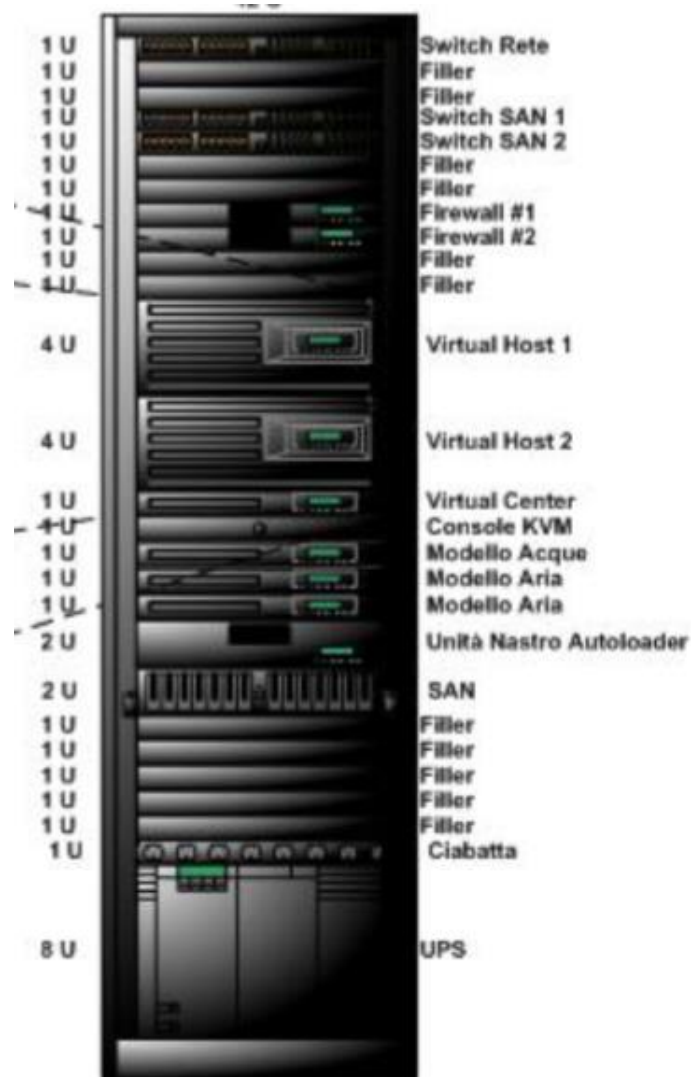 42 U
1 U Switch Rete
1 U Filler
1 U Filler
1 U Switch SAN 1
1 U Switch SAN 2
1 U Filler
1 U Filler
1 U Firewall #1
1 U Firewall #2
1 U Filler
1 U Filler
4 U Virtual Host 1
4 U Virtual Host 2
1 U Virtual Center
1 U Console KVM
1 U Modello Acque
1 U Modello Aria
1 U Modello Aria
2 U Unità Nastro Autoloader
2 U SAN
1 U Filler
1 U Filler
1 U Filler
1 U Filler
1 U Filler
1 U Ciabatta
8 U UPS